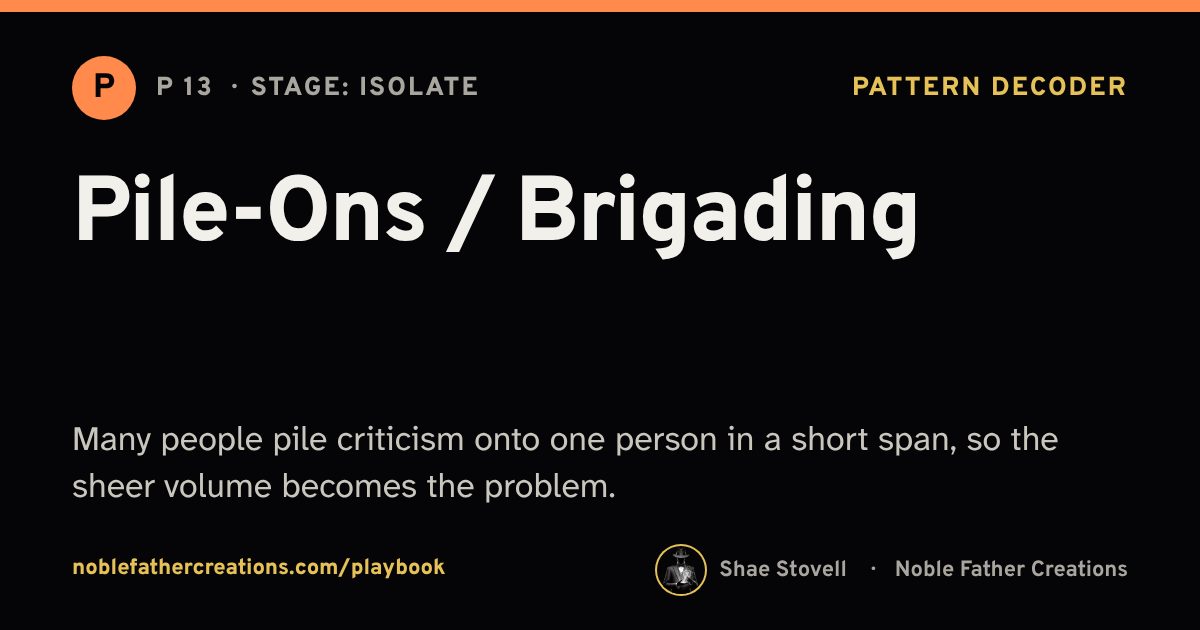 P
P 13 · STAGE: ISOLATE
PATTERN DECODER
Pile-Ons / Brigading
Many people pile criticism onto one person in a short span, so the
sheer volume becomes the problem.
noblefathercreations.com/playbook
Shae Stovell · Noble Father Creations